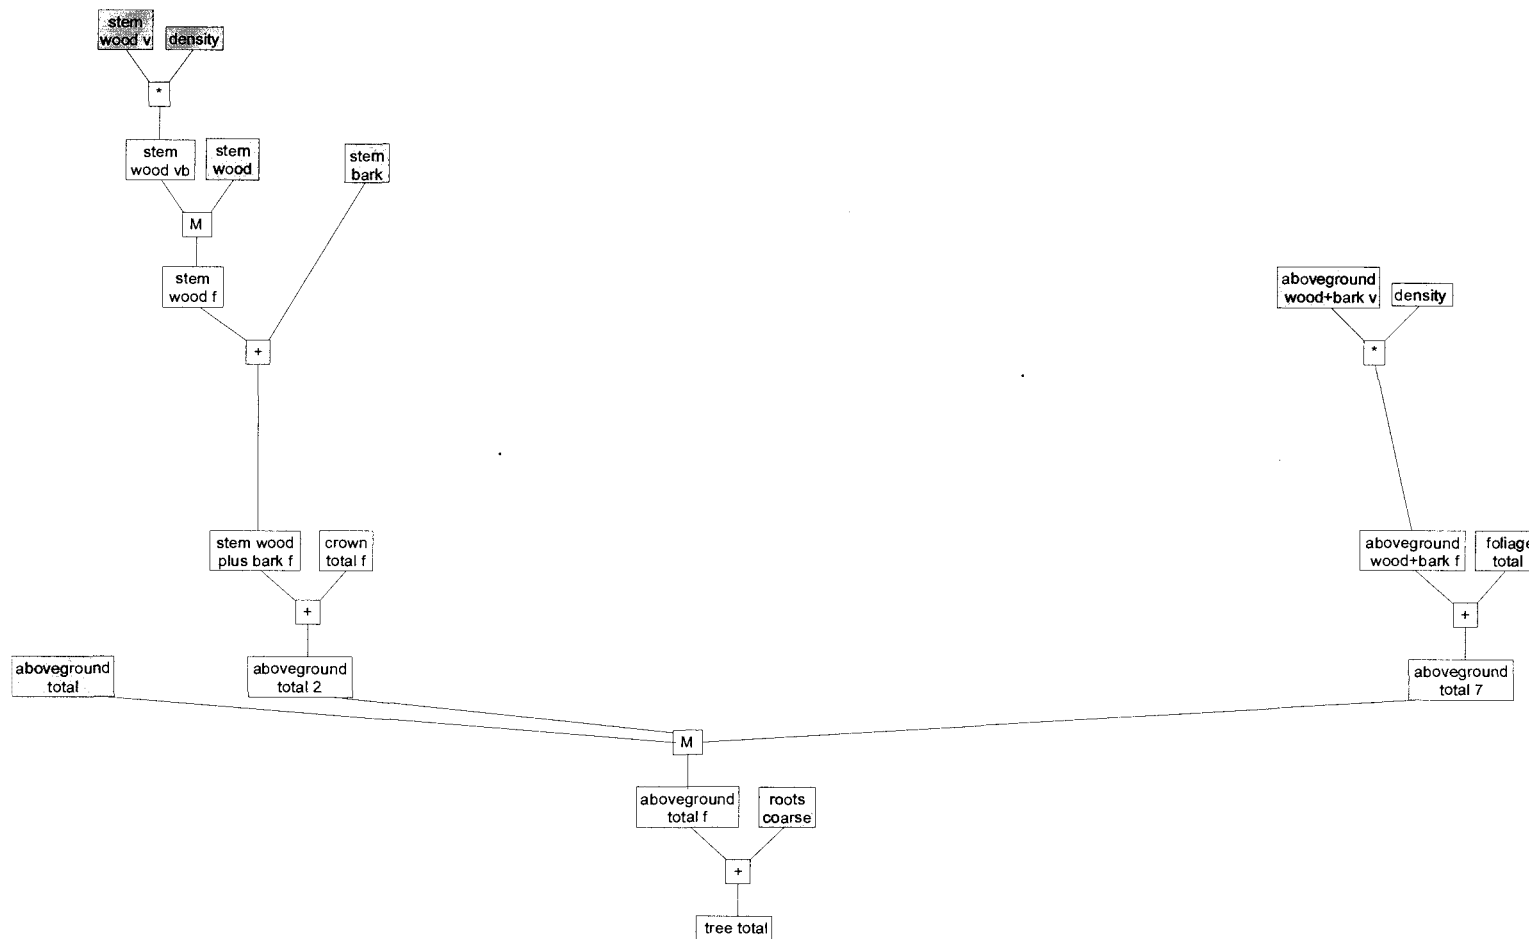 stem
wood v
density
*
stem
wood vb
stem
wood
stem
bark
M
stem
wood f
aboveground
wood+bark v
density
+
*
stem wood
plus bark f
crown
total f
aboveground
wood+bark f
foliage
total
+
+
aboveground
total
aboveground
total 2
aboveground
total 7
M
aboveground
total f
roots
coarse
+
tree total